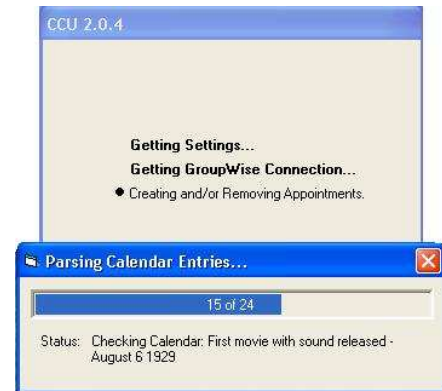 CCU 2.0.4
Getting Settings...
Getting GroupWise Connection...
● Creating and/or Removing Appointments.
Parsing Calendar Entries...
15 of 24
Status: Checking Calendar: First movie with sound released -
August 6 1929